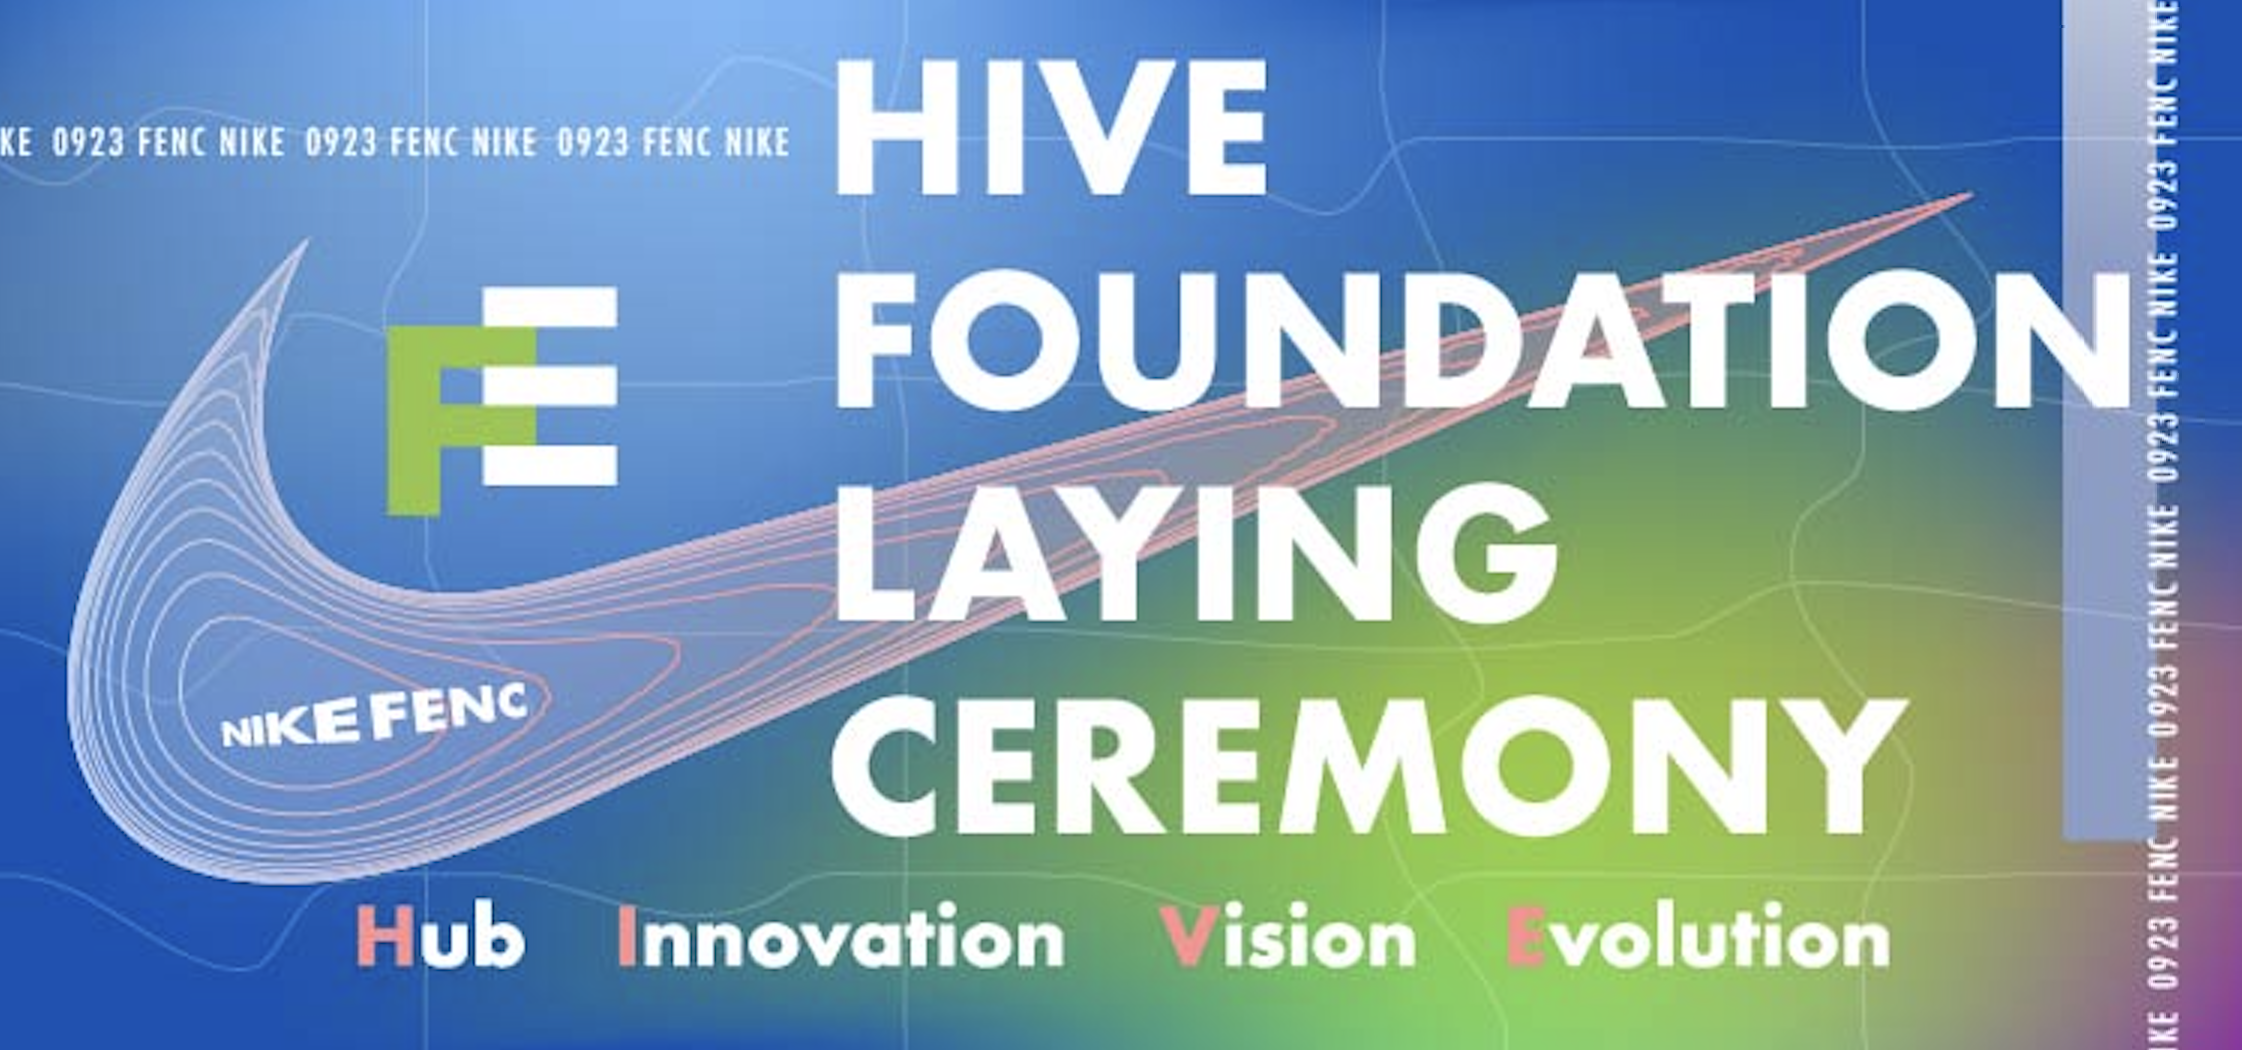 HIVE
KE 0923 FENC NIKE 0923 FENC NIKE 0923 FENC NIKE
FE
FOUNDATION
LAYING
NIKE FENC
CEREMONY
Hub Innovation Vision Evolution
IKE 0923 FENC NIKE 0923 FENC NIKE 0923 FENC NIKE 0923 FENC NIKE 0923 FENC NIKE